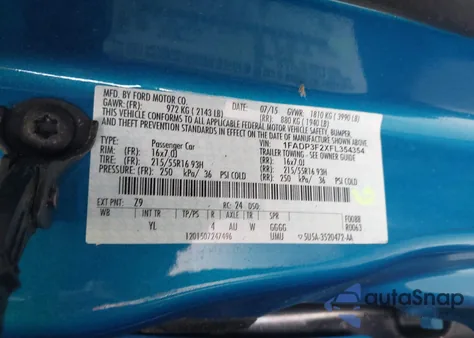 MFD. BY FORD MOTOR CO.
DATE: 07/15 GVWR: 1810 KG ( 3990 LB)
GAWR: (FR): 972 KG ( 2143 LB) (RR): 880 KG ( 1940 LB)
THIS VEHICLE CONFORMS TO ALL APPLICABLE FEDERAL MOTOR VEHICLE SAFETY, BUMPER,
AND THEFT PREVENTION STANDARDS IN EFFECT ON THE DATE OF MANUFACTURE SHOWN ABOVE.
VIN: 1FADP3F2XFL354354
TYPE: Passenger Car TRAILER TOWING - SEE OWNER GUIDE
RIM: (FR): 16x7.0J (RR): 16x7.0J
TIRE: (FR): 215/55R16 93H (RR): 215/55R16 93H
PRESSURE: (FR): 250 kPa/ 36 PSI COLD (RR): 250 kPa/ 36 PSI COLD
EXT PNT: Z9 RC: 24 DSO:
WB INT TR TP/PS R AXLE TR SPR F0088
YL 4 AU W GGGG R0063
1201507247496 UMU 5U5A-3520472-AA
autoSnap